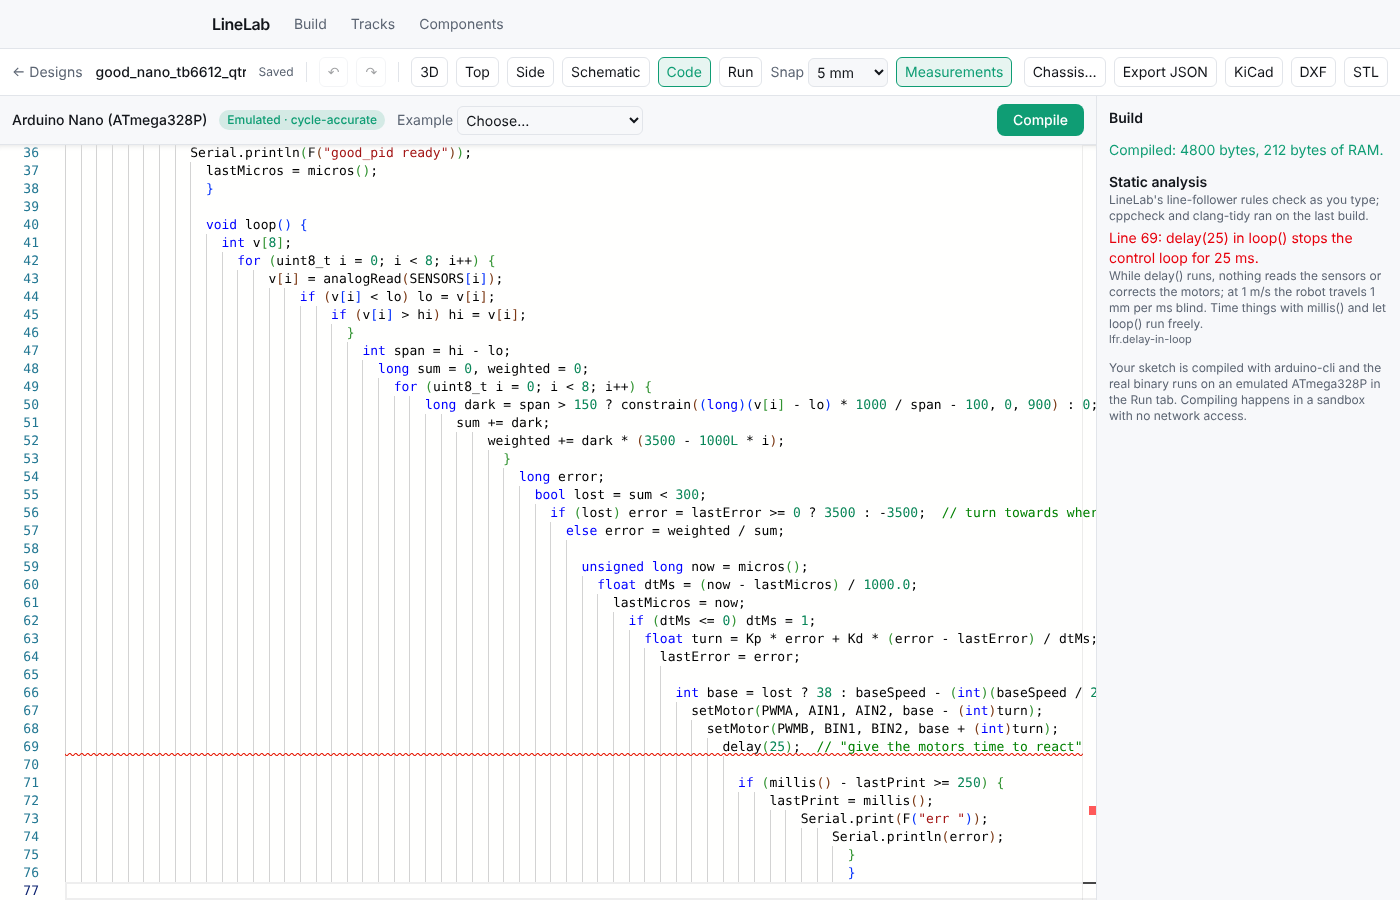 LineLab Build Tracks Components
← Designs good_nano_tb6612_qtr Saved ↶ ↷ 3D Top Side Schematic Code Run Snap 5 mm Measurements Chassis... Export JSON KiCad DXF STL
Arduino Nano (ATmega328P) Emulated · cycle-accurate Example Choose... Compile
36 Serial.println(F("good_pid ready"));
37 lastMicros = micros();
38 }
39
40 void loop() {
41 int v[8];
42 for (uint8_t i = 0; i < 8; i++) {
43 v[i] = analogRead(SENSORS[i]);
44 if (v[i] < lo) lo = v[i];
45 if (v[i] > hi) hi = v[i];
46 }
47 int span = hi - lo;
48 long sum = 0, weighted = 0;
49 for (uint8_t i = 0; i < 8; i++) {
50 long dark = span > 150 ? constrain((long)(v[i] - lo) * 1000 / span - 100, 0, 900) : 0;
51 sum += dark;
52 weighted += dark * (3500 - 1000L * i);
53 }
54 long error;
55 bool lost = sum < 300;
56 if (lost) error = lastError >= 0 ? 3500 : -3500;  // turn towards wher
57 else error = weighted / sum;
58
59 unsigned long now = micros();
60 float dtMs = (now - lastMicros) / 1000.0;
61 lastMicros = now;
62 if (dtMs <= 0) dtMs = 1;
63 float turn = Kp * error + Kd * (error - lastError) / dtMs;
64 lastError = error;
65
66 int base = lost ? 38 : baseSpeed - (int)(baseSpeed / 2
67 setMotor(PWMA, AIN1, AIN2, base - (int)turn);
68 setMotor(PWMB, BIN1, BIN2, base + (int)turn);
69 delay(25);  // "give the motors time to react"
70
71 if (millis() - lastPrint >= 250) {
72 lastPrint = millis();
73 Serial.print(F("err "));
74 Serial.println(error);
75 }
76 }
77
Build
Compiled: 4800 bytes, 212 bytes of RAM.
Static analysis
LineLab's line-follower rules check as you type;
cppcheck and clang-tidy ran on the last build.
Line 69: delay(25) in loop() stops the
control loop for 25 ms.
While delay() runs, nothing reads the sensors or
corrects the motors; at 1 m/s the robot travels 1
mm per ms blind. Time things with millis() and let
loop() run freely.
lfr.delay-in-loop
Your sketch is compiled with arduino-cli and the
real binary runs on an emulated ATmega328P in
the Run tab. Compiling happens in a sandbox
with no network access.